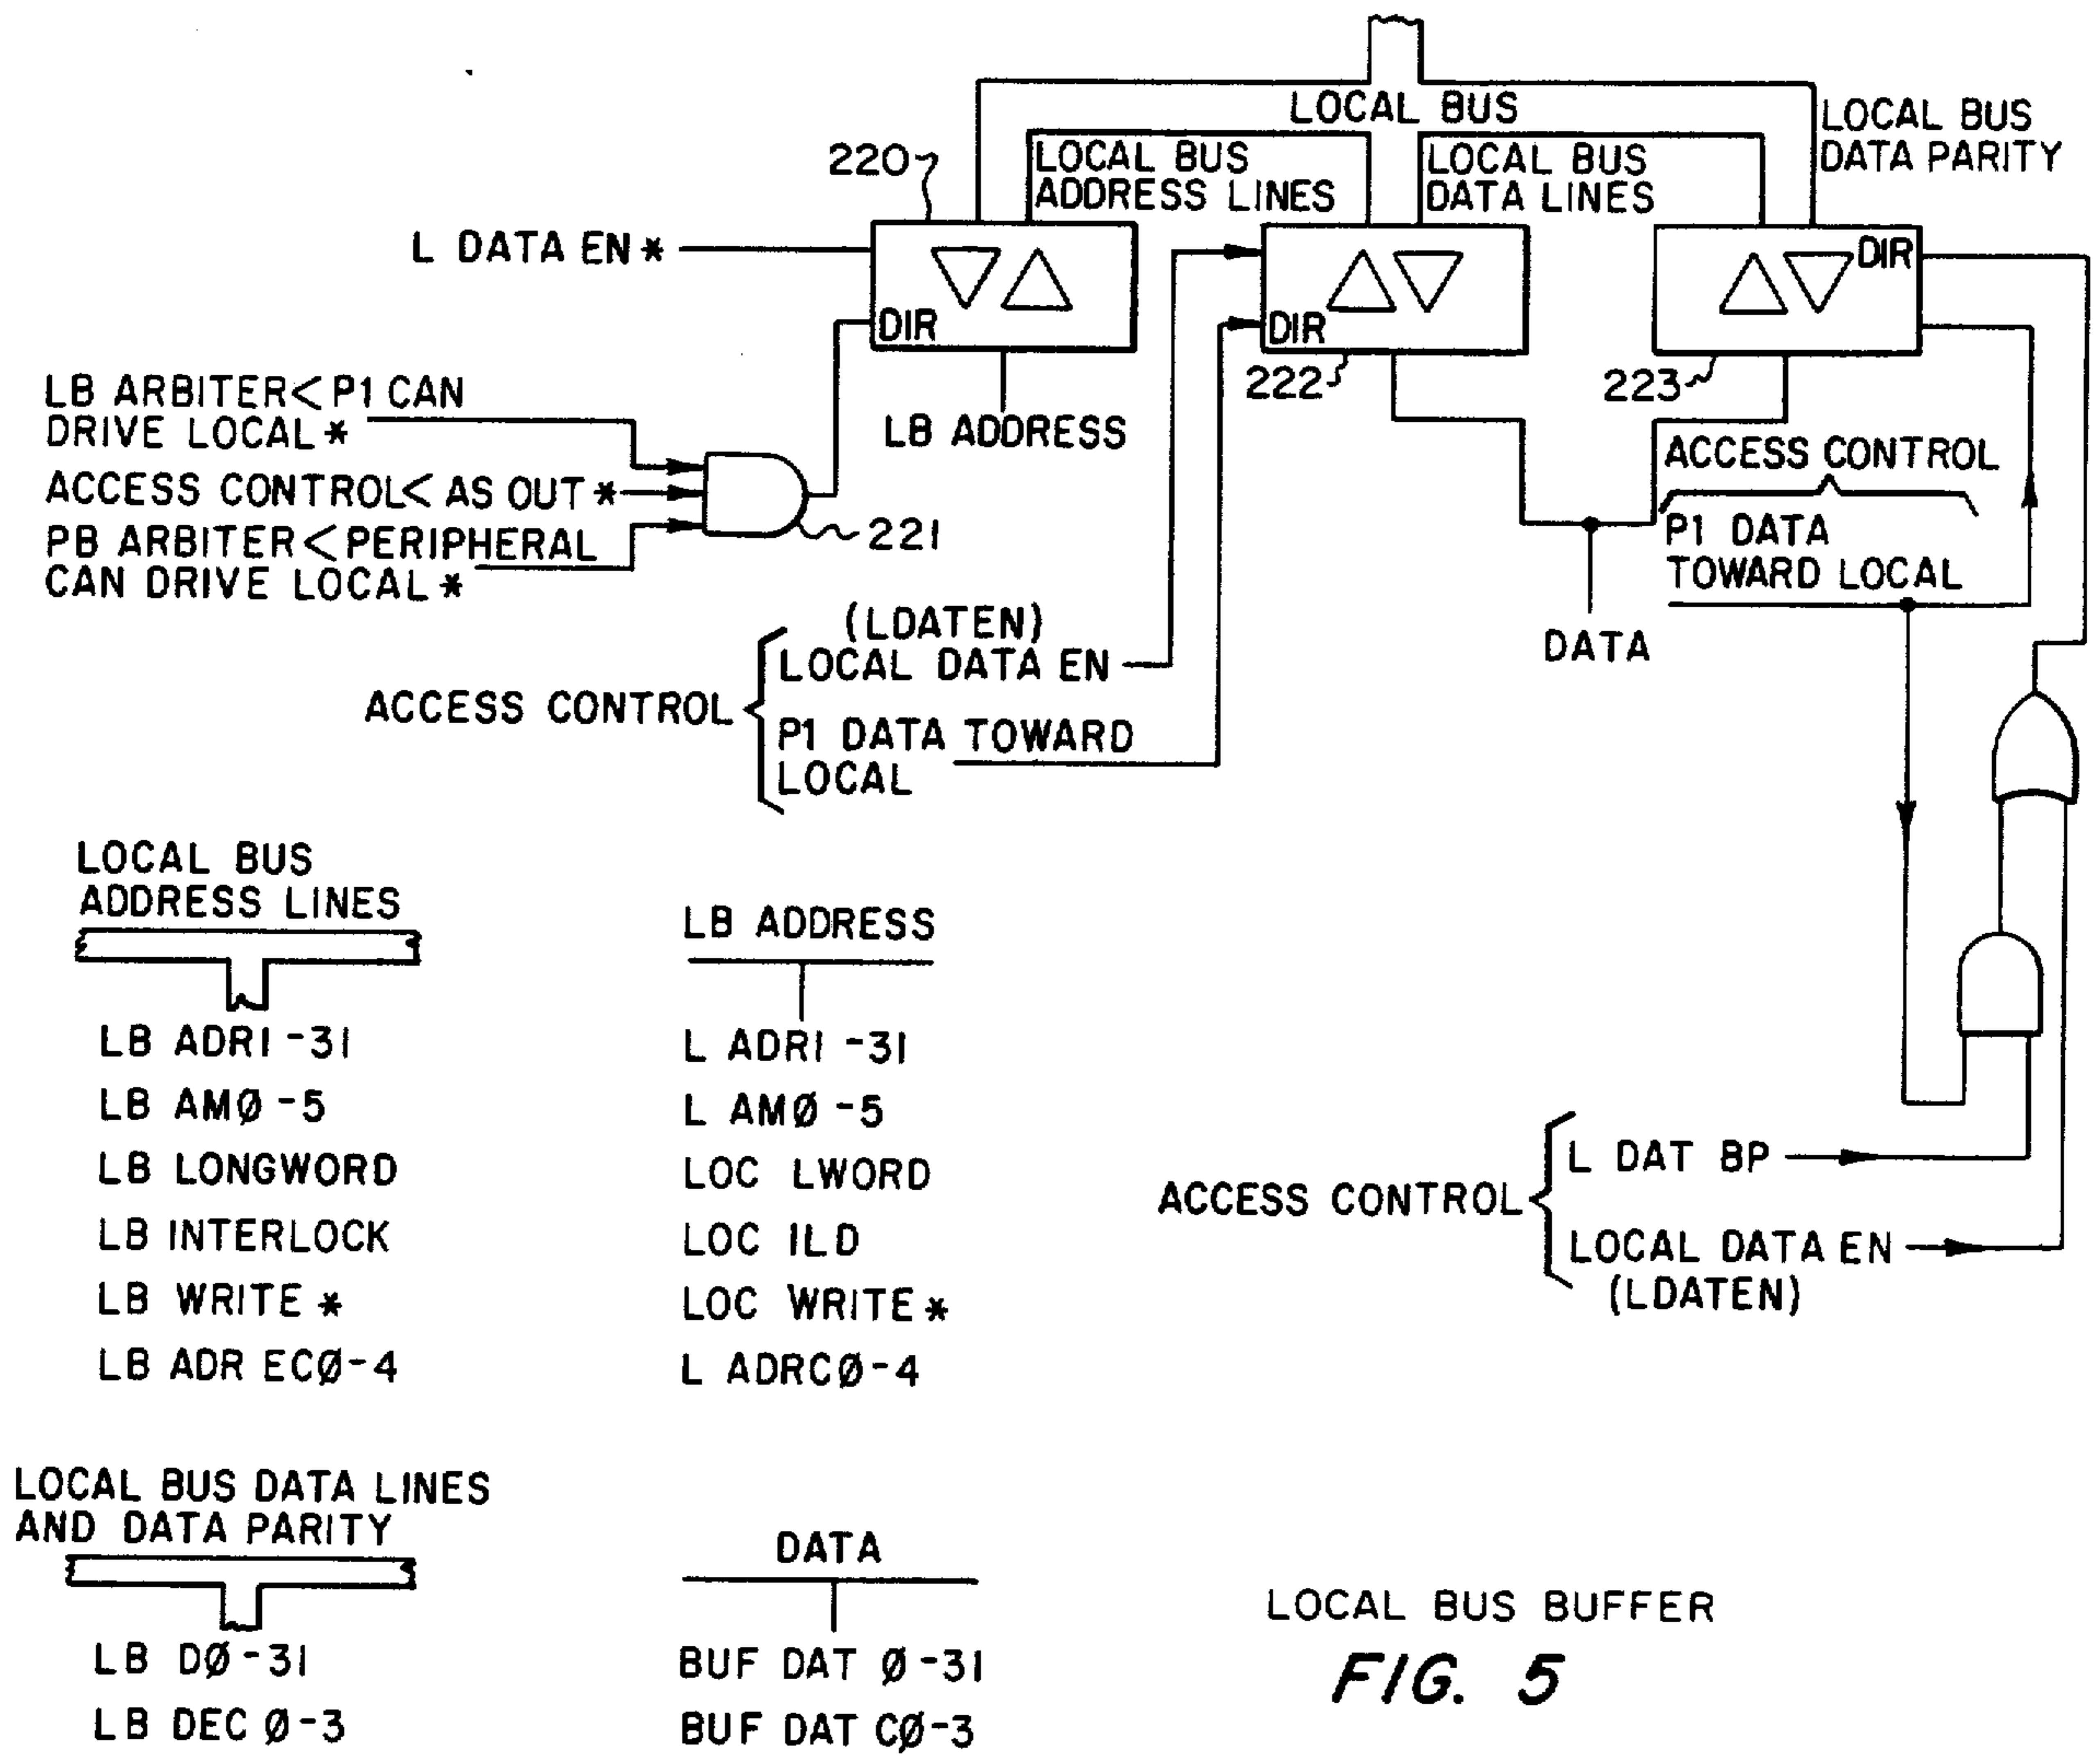 LOCAL BUS
LOCAL BUS
DATA PARITY
220
LOCAL BUS
ADDRESS LINES
LOCAL BUS
DATA LINES
L DATA EN *
DIR
DIR
DIR
222
223
LB ARBITER < P1 CAN
DRIVE LOCAL *
LB ADDRESS
ACCESS CONTROL < AS OUT *
PB ARBITER < PERIPHERAL
CAN DRIVE LOCAL *
221
ACCESS CONTROL
P1 DATA
TOWARD LOCAL
DATA
(LDATEN)
LOCAL DATA EN
ACCESS CONTROL
P1 DATA TOWARD
LOCAL
LOCAL BUS
ADDRESS LINES
LB ADR1 -31
LB AMØ -5
LB LONGWORD
LB INTERLOCK
LB WRITE *
LB ADR ECØ-4
LB ADDRESS
L ADR1 -31
L AMØ -5
LOC LWORD
LOC ILD
LOC WRITE *
L ADRCØ-4
L DAT BP
ACCESS CONTROL
LOCAL DATA EN
(LDATEN)
LOCAL BUS DATA LINES
AND DATA PARITY
LB DØ-31
LB DEC Ø-3
DATA
BUF DAT Ø-31
BUF DAT CØ-3
LOCAL BUS BUFFER
FIG. 5